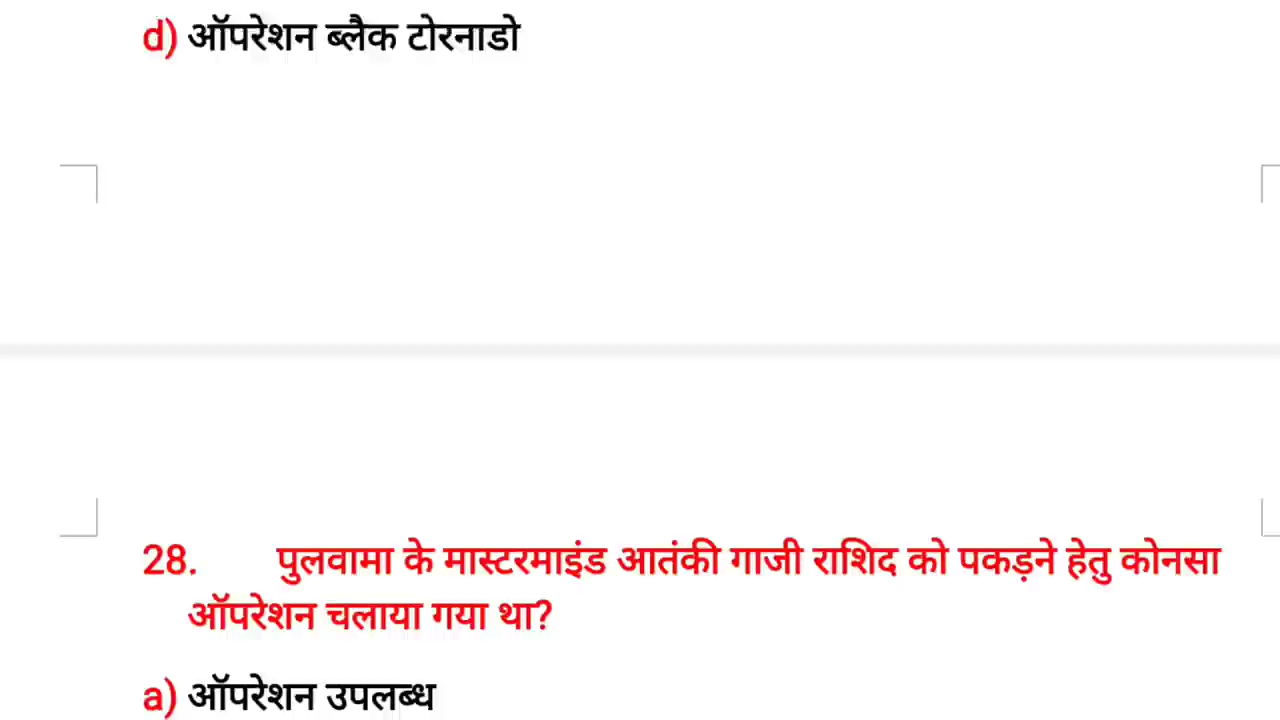 d) ऑपरेशन ब्लैक टोरनाडो
28. पुलवामा के मास्टरमाइंड आतंकी गाजी राशिद को पकड़ने हेतु कोनसा
ऑपरेशन चलाया गया था?
a) ऑपरेशन उपलब्ध